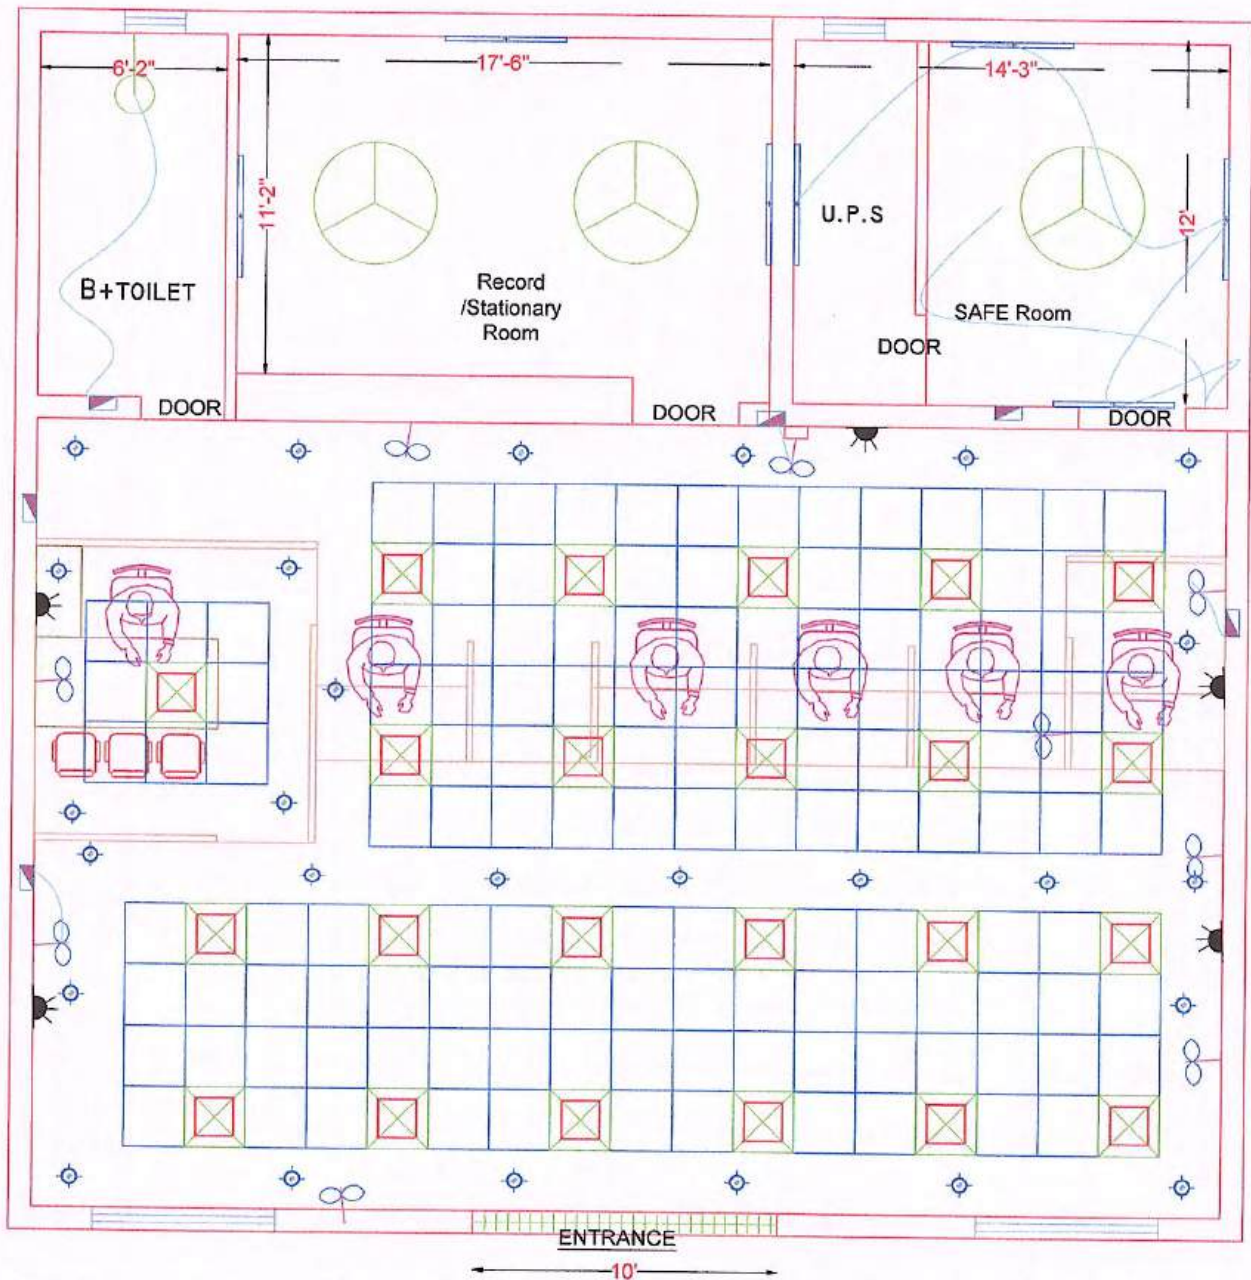 6'-2"
17'-6"
14'-3"
11'-2"
12'
U.P.S
B+TOILET
Record
/Stationary
Room
SAFE Room
DOOR
DOOR
DOOR
DOOR
ENTRANCE
10'